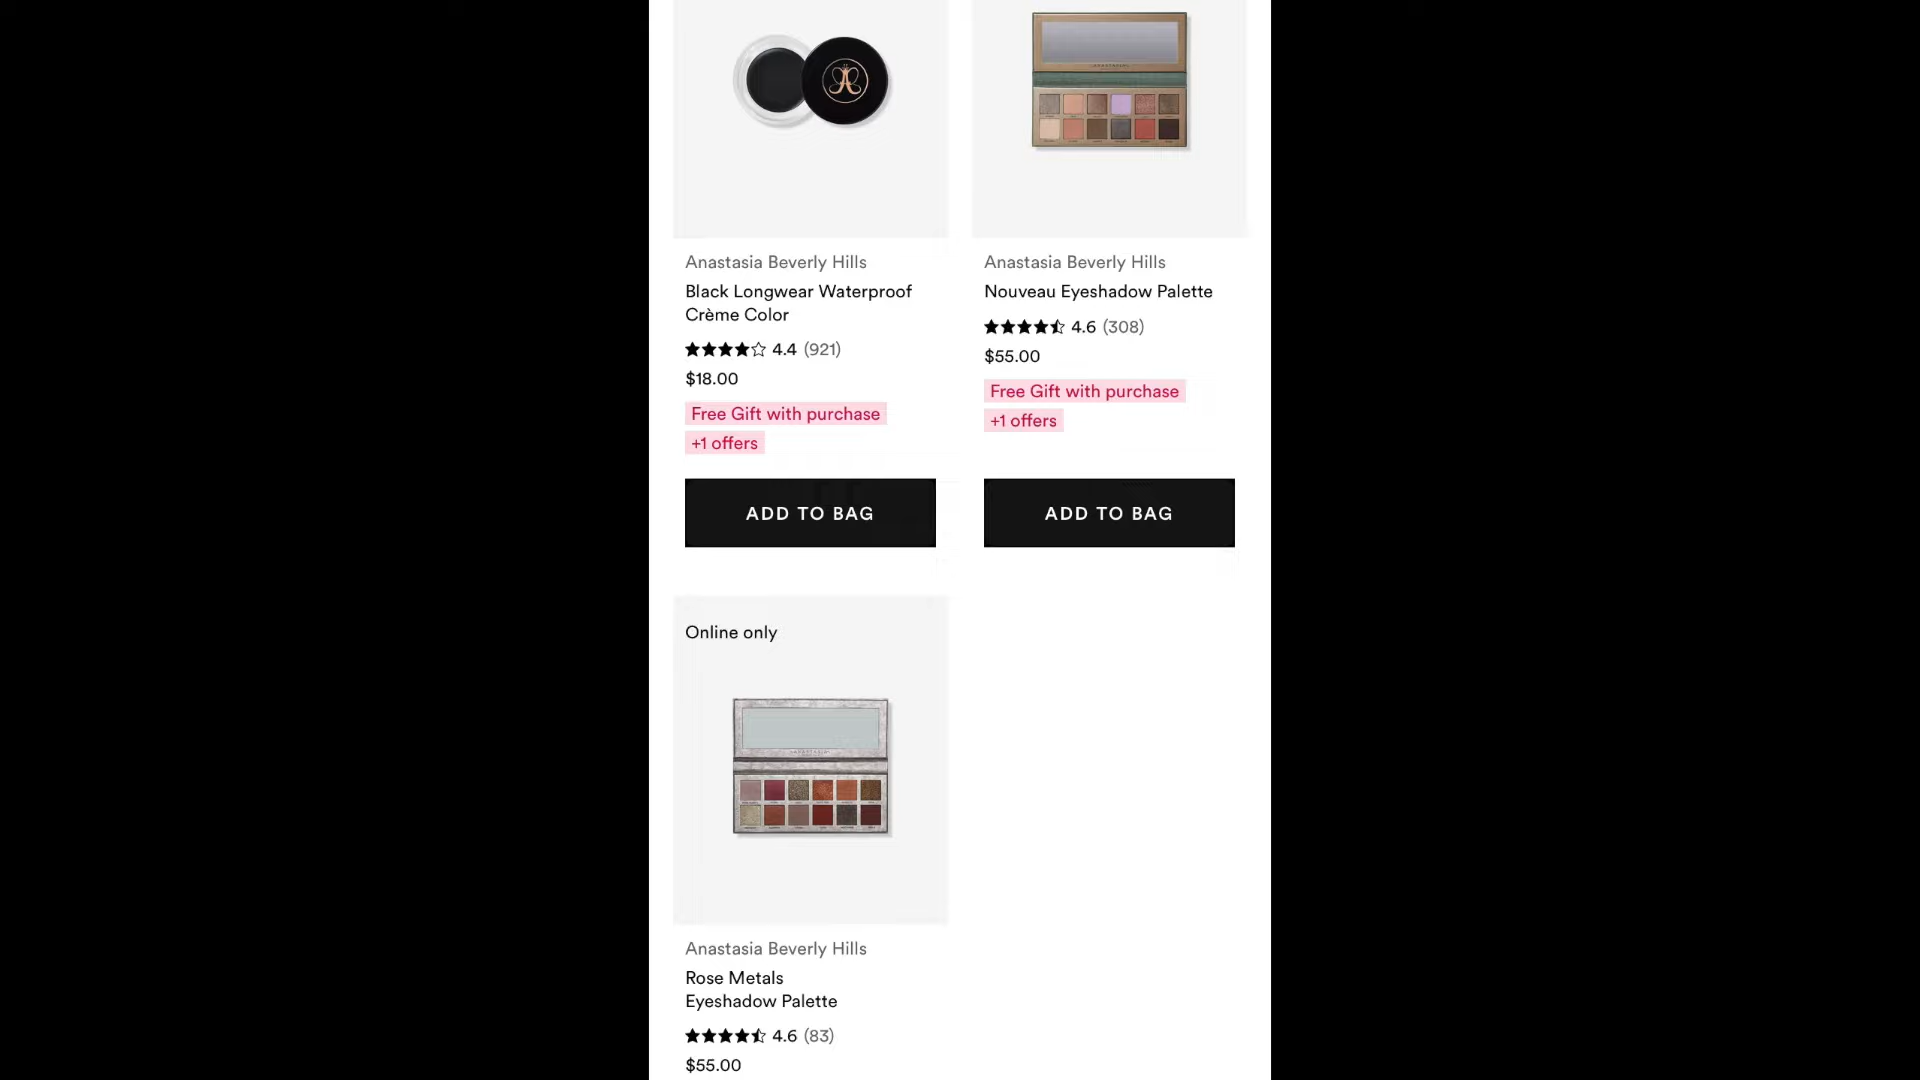 Anastasia Beverly Hills
Black Longwear Waterproof
Crème Color
4.4 (921)
$18.00
Free Gift with purchase
+1 offers
ADD TO BAG
Anastasia Beverly Hills
Nouveau Eyeshadow Palette
4.6 (308)
$55.00
Free Gift with purchase
+1 offers
ADD TO BAG
Online only
Anastasia Beverly Hills
Rose Metals
Eyeshadow Palette
4.6 (83)
$55.00